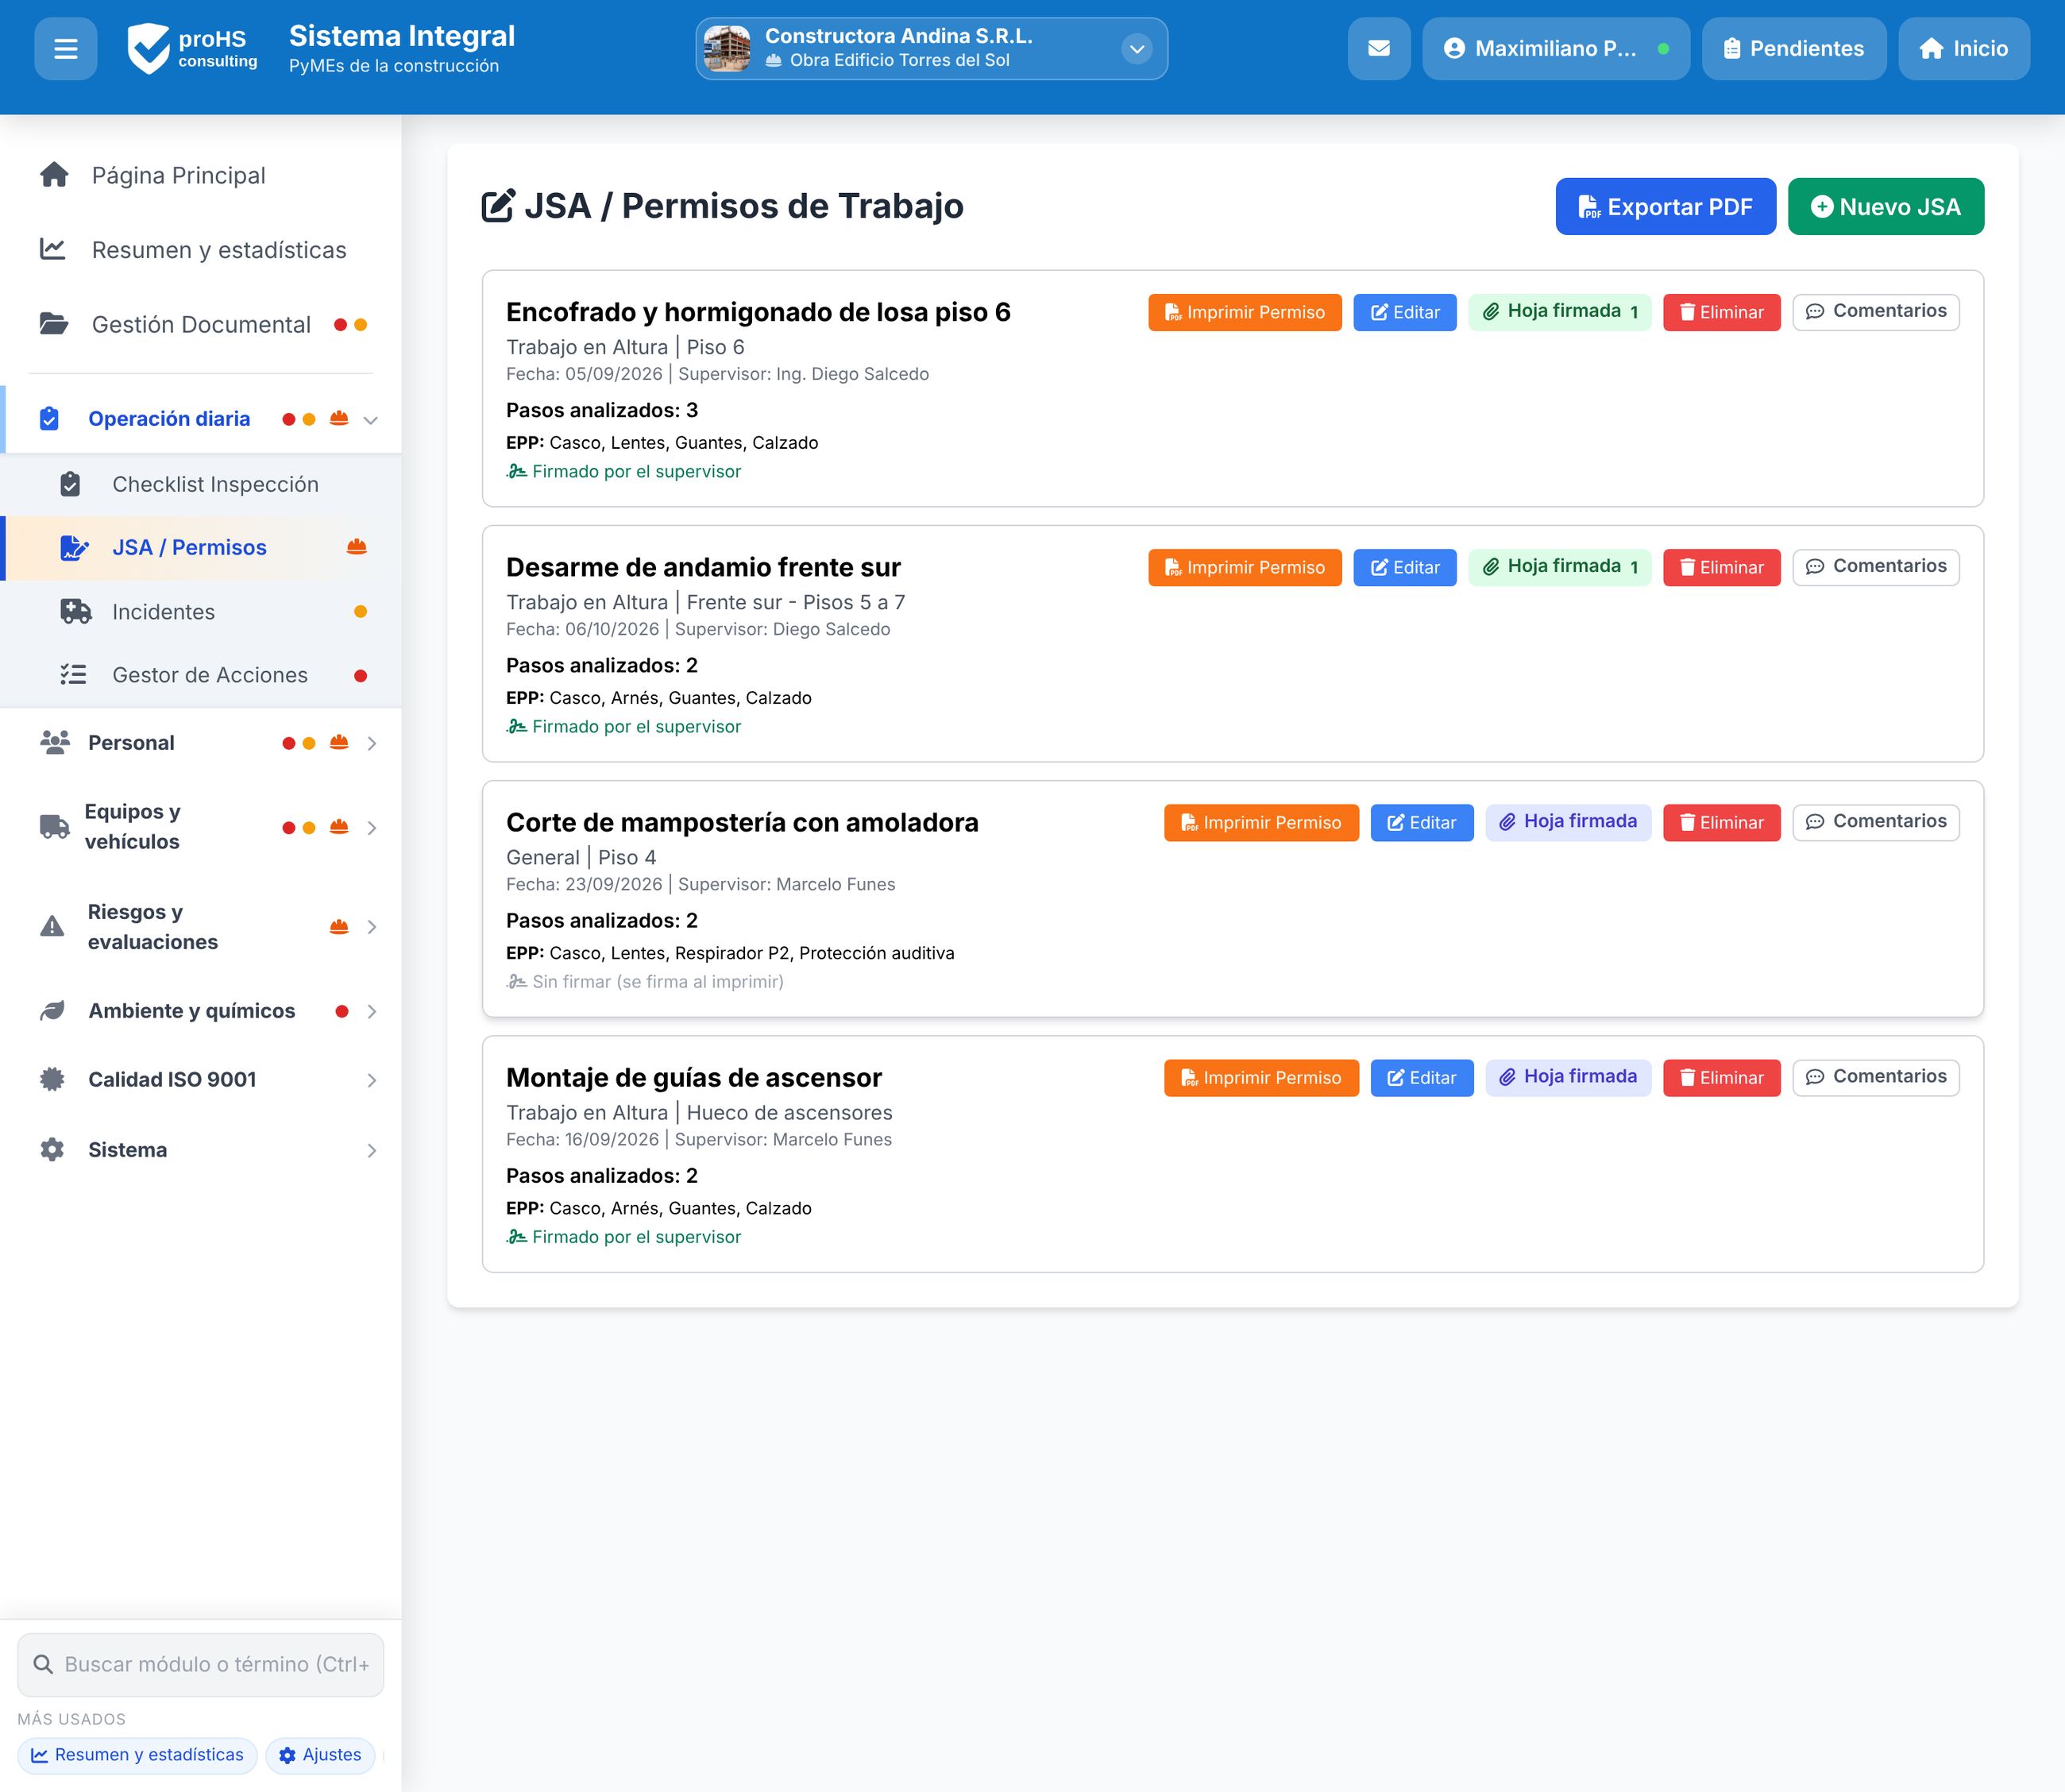 proHS
consulting
Sistema Integral
PyMEs de la construcción
Constructora Andina S.R.L.
Obra Edificio Torres del Sol
Maximiliano P...
Pendientes
Inicio
Página Principal
Resumen y estadísticas
Gestión Documental
Operación diaria
Checklist Inspección
JSA / Permisos
Incidentes
Gestor de Acciones
Personal
Equipos y
vehículos
Riesgos y
evaluaciones
Ambiente y químicos
Calidad ISO 9001
Sistema
Buscar módulo o término (Ctrl+
MÁS USADOS
Resumen y estadísticas
Ajustes
JSA / Permisos de Trabajo
PDF Exportar PDF
Nuevo JSA
Encofrado y hormigonado de losa piso 6
PDF Imprimir Permiso
Editar
Hoja firmada 1
Eliminar
Comentarios
Trabajo en Altura | Piso 6
Fecha: 05/09/2026 | Supervisor: Ing. Diego Salcedo
Pasos analizados: 3
EPP: Casco, Lentes, Guantes, Calzado
Firmado por el supervisor
Desarme de andamio frente sur
PDF Imprimir Permiso
Editar
Hoja firmada 1
Eliminar
Comentarios
Trabajo en Altura | Frente sur - Pisos 5 a 7
Fecha: 06/10/2026 | Supervisor: Diego Salcedo
Pasos analizados: 2
EPP: Casco, Arnés, Guantes, Calzado
Firmado por el supervisor
Corte de mampostería con amoladora
PDF Imprimir Permiso
Editar
Hoja firmada
Eliminar
Comentarios
General | Piso 4
Fecha: 23/09/2026 | Supervisor: Marcelo Funes
Pasos analizados: 2
EPP: Casco, Lentes, Respirador P2, Protección auditiva
Sin firmar (se firma al imprimir)
Montaje de guías de ascensor
PDF Imprimir Permiso
Editar
Hoja firmada
Eliminar
Comentarios
Trabajo en Altura | Hueco de ascensores
Fecha: 16/09/2026 | Supervisor: Marcelo Funes
Pasos analizados: 2
EPP: Casco, Arnés, Guantes, Calzado
Firmado por el supervisor